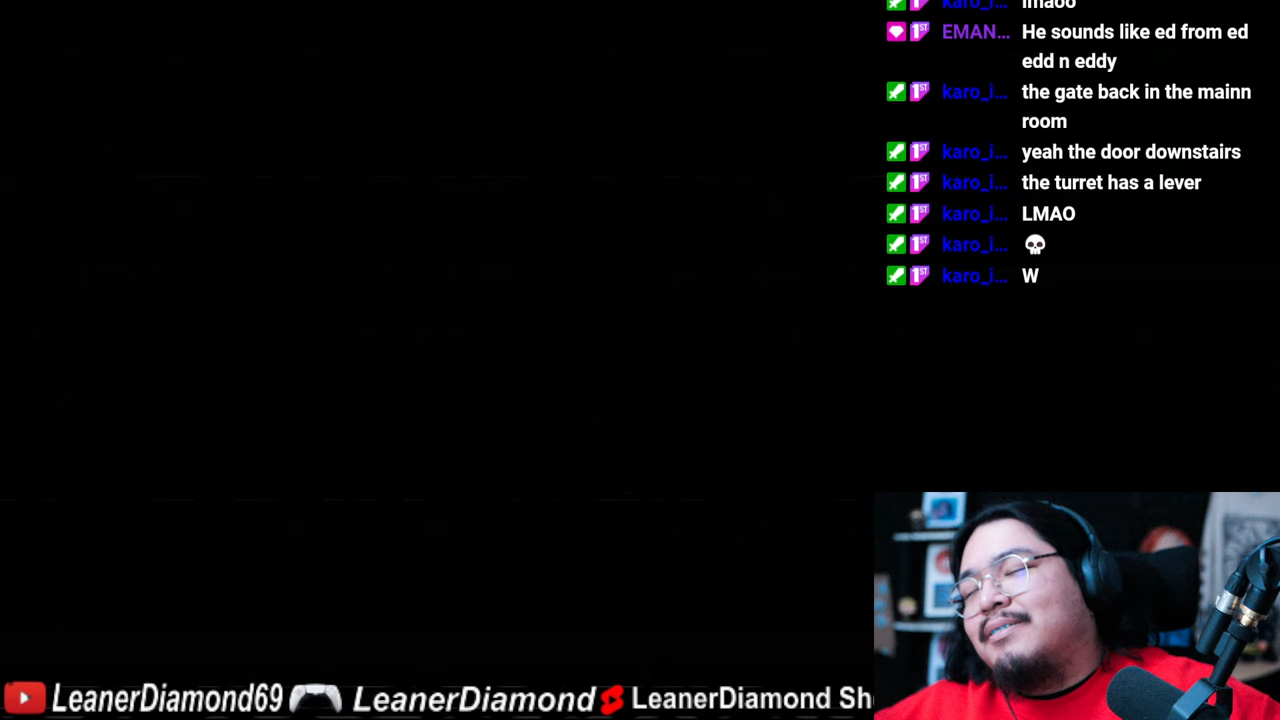 karo_i... lmaoo
EMAN... He sounds like ed from ed
edd n eddy
karo_i... the gate back in the mainn
room
karo_i... yeah the door downstairs
karo_i... the turret has a lever
karo_i... LMAO
karo_i... 💀
karo_i... W
LeanerDiamond69 LeanerDiamond LeanerDiamond Sh